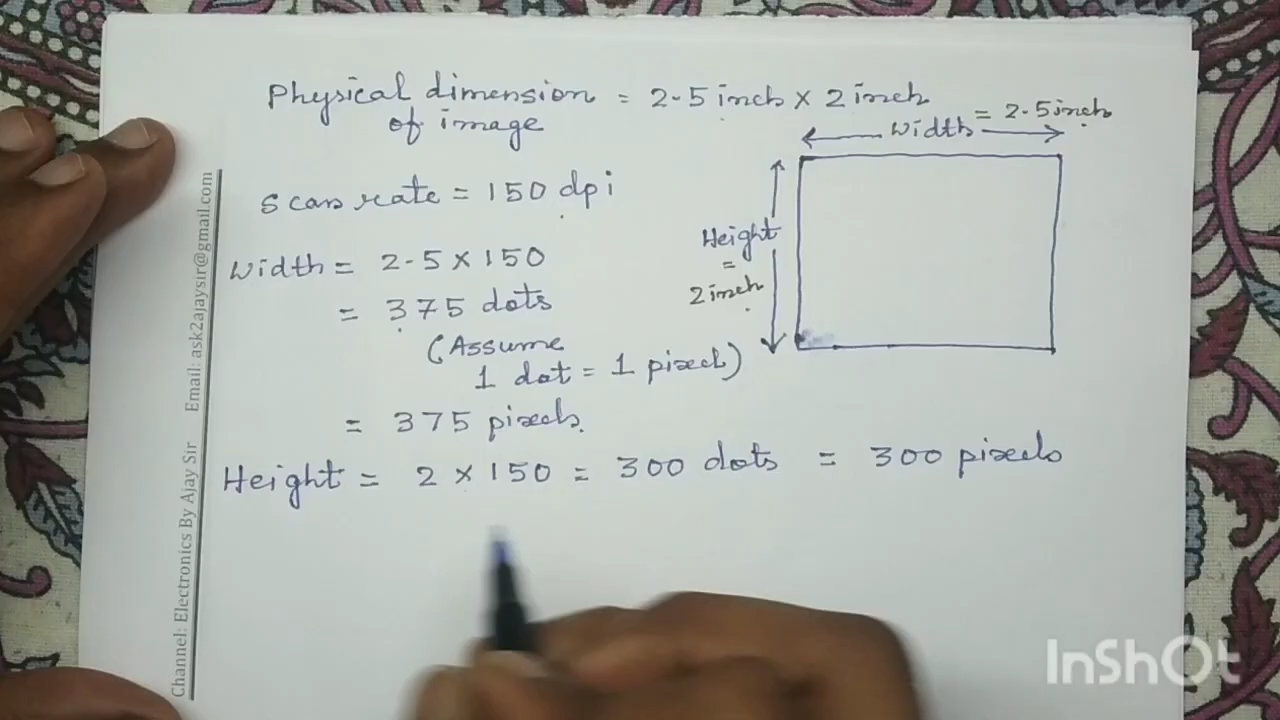 Physical dimension = 2.5 inch × 2 inch
of image
Width = 2.5 inch
Scan rate = 150 dpi
Height
=
2 inch
Width = 2.5 × 150
= 375 dots
(Assume
1 dot = 1 pixel)
= 375 pixels.
Height = 2 × 150 = 300 dots = 300 pixels
Channel: Electronics By Ajay Sir Email: ask2ajaysir@gmail.com
InShOt